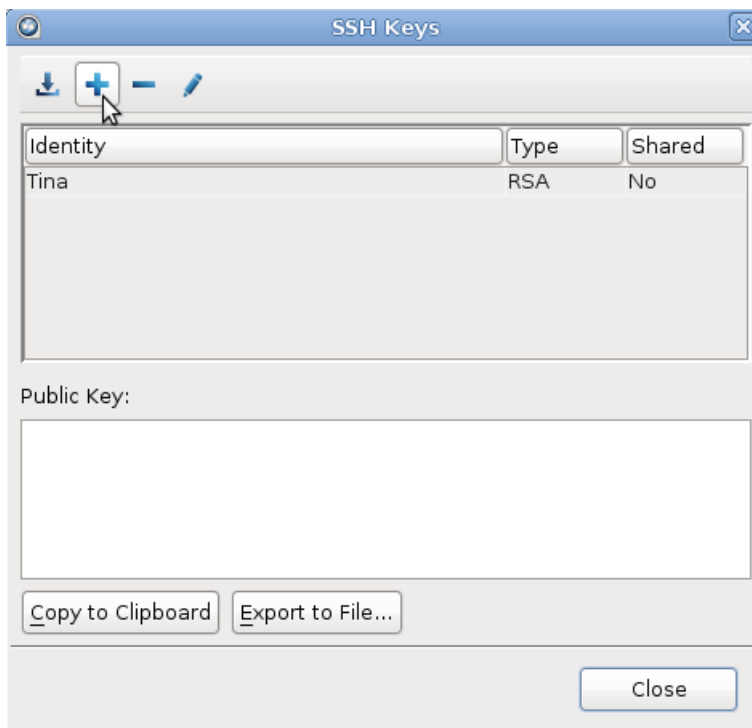 SSH Keys
Identity Type Shared
Tina RSA No
Public Key:
Copy to Clipboard Export to File...
Close